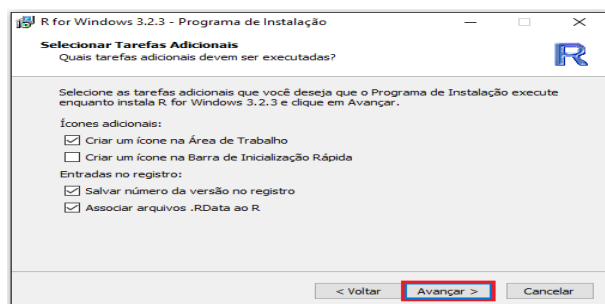 R for Windows 3.2.3 - Programa de Instalação
Selecionar Tarefas Adicionais
Quais tarefas adicionais devem ser executadas?
R
Selecione as tarefas adicionais que você deseja que o Programa de Instalação execute
enquanto instala R for Windows 3.2.3 e clique em Avançar.
Ícones adicionais:
Criar um ícone na Área de Trabalho
Criar um ícone na Barra de Inicialização Rápida
Entradas no registro:
Salvar número da versão no registro
Associar arquivos .RData ao R
< Voltar Avançar > Cancelar